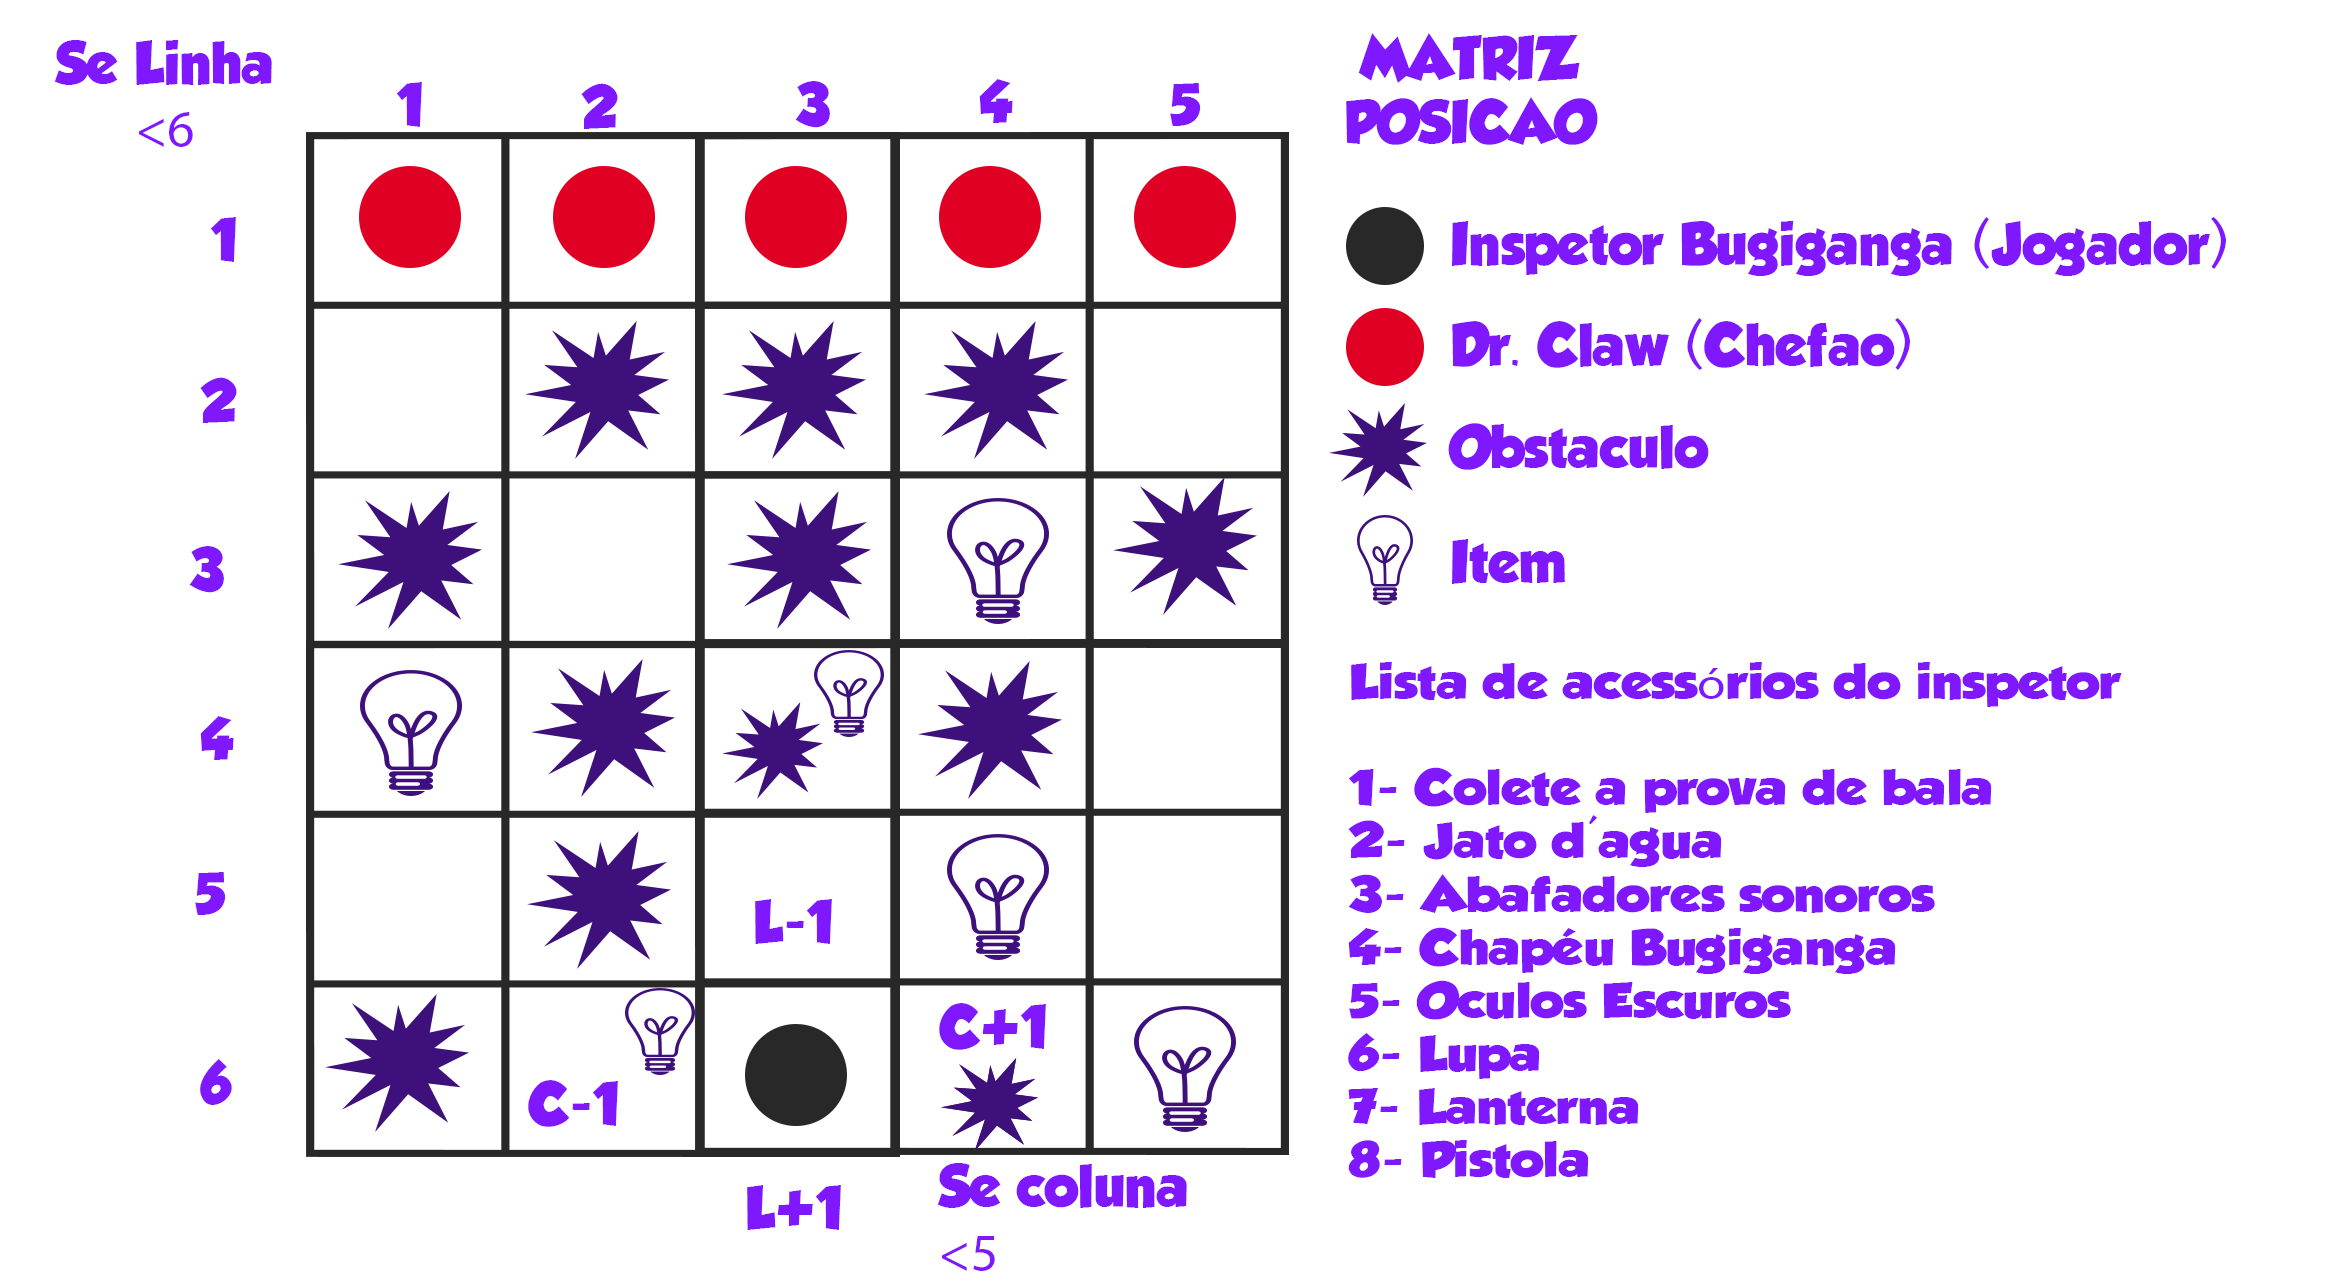 Se Linha
<6
1 2 3 4 5
1
2
3
4
5
6
L-1
C-1
C+1
L+1
Se coluna
<5
MATRIZ
POSICAO
Inspetor Bugiganga (Jogador)
Dr. Claw (Chefao)
Obstaculo
Item
Lista de acessórios do inspetor
1- Colete a prova de bala
2- Jato d'agua
3- Abafadores sonoros
4- Chapéu Bugiganga
5- Oculos Escuros
6- Lupa
7- Lanterna
8- Pistola